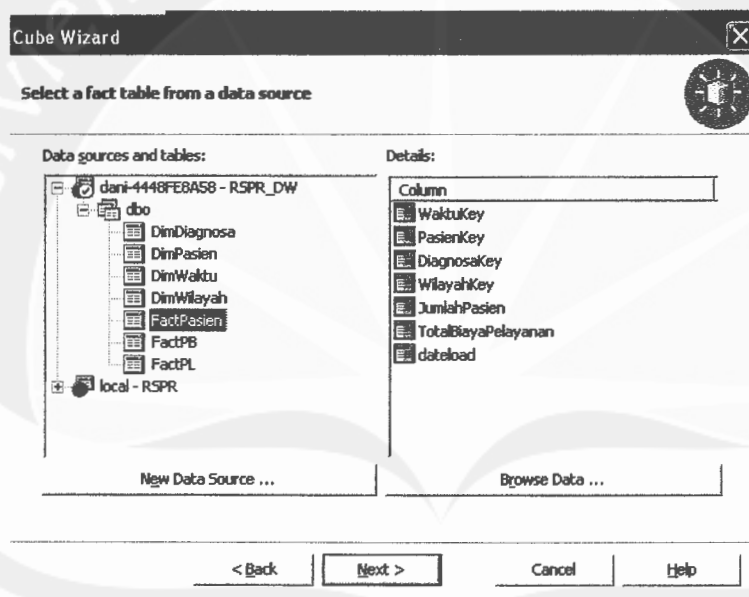 Cube Wizard
Select a fact table from a data source
Data sources and tables:
dani-4448FE8A58 - RSPR_DW
dbo
DimDiagnosa
DimPasien
DimWaktu
DimWilayah
FactPasien
FactPB
FactPL
local - RSPR
New Data Source ...
Details:
Column
WaktuKey
PasienKey
DiagnosaKey
WilayahKey
JumlahPasien
TotalBiayaPelayanan
dateload
Browse Data ...
< Back
Next >
Cancel
Help